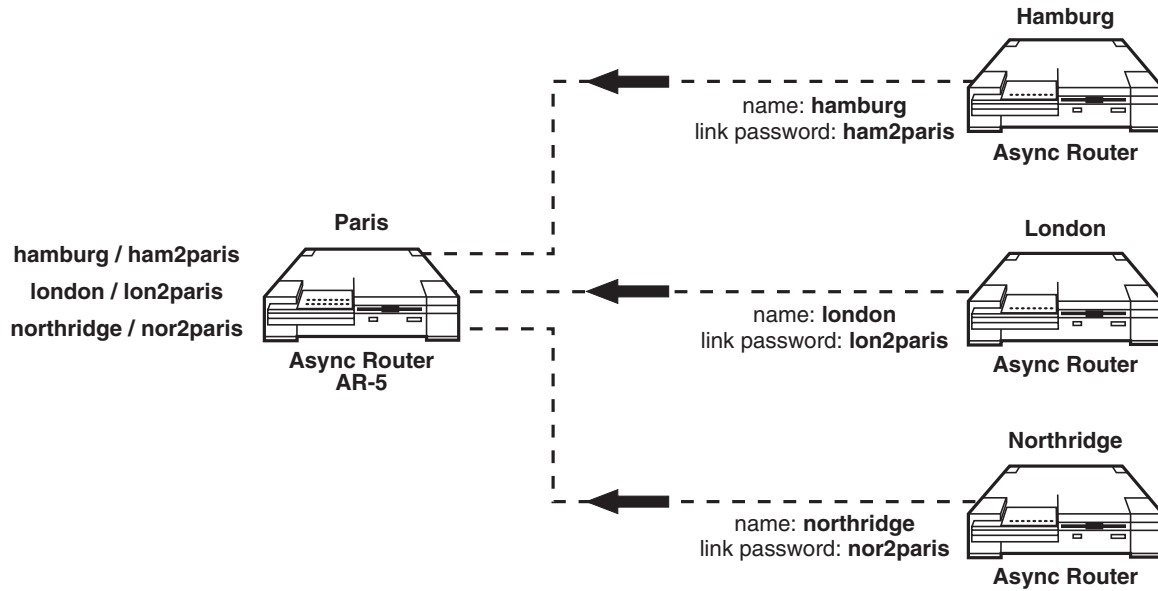 Hamburg
name: hamburg
link password: ham2paris
Async Router
Paris
hamburg / ham2paris
london / lon2paris
northridge / nor2paris
Async Router
AR-5
London
name: london
link password: lon2paris
Async Router
Northridge
name: northridge
link password: nor2paris
Async Router